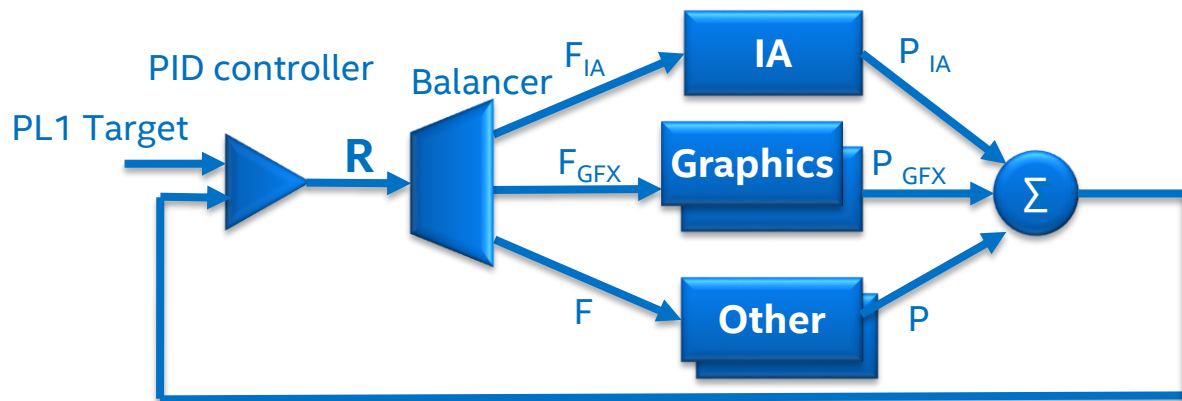 IA
F_IA
P_IA
PID controller
Balancer
PL1 Target
R
F_GFX
Graphics
P_GFX
Σ
F
Other
P